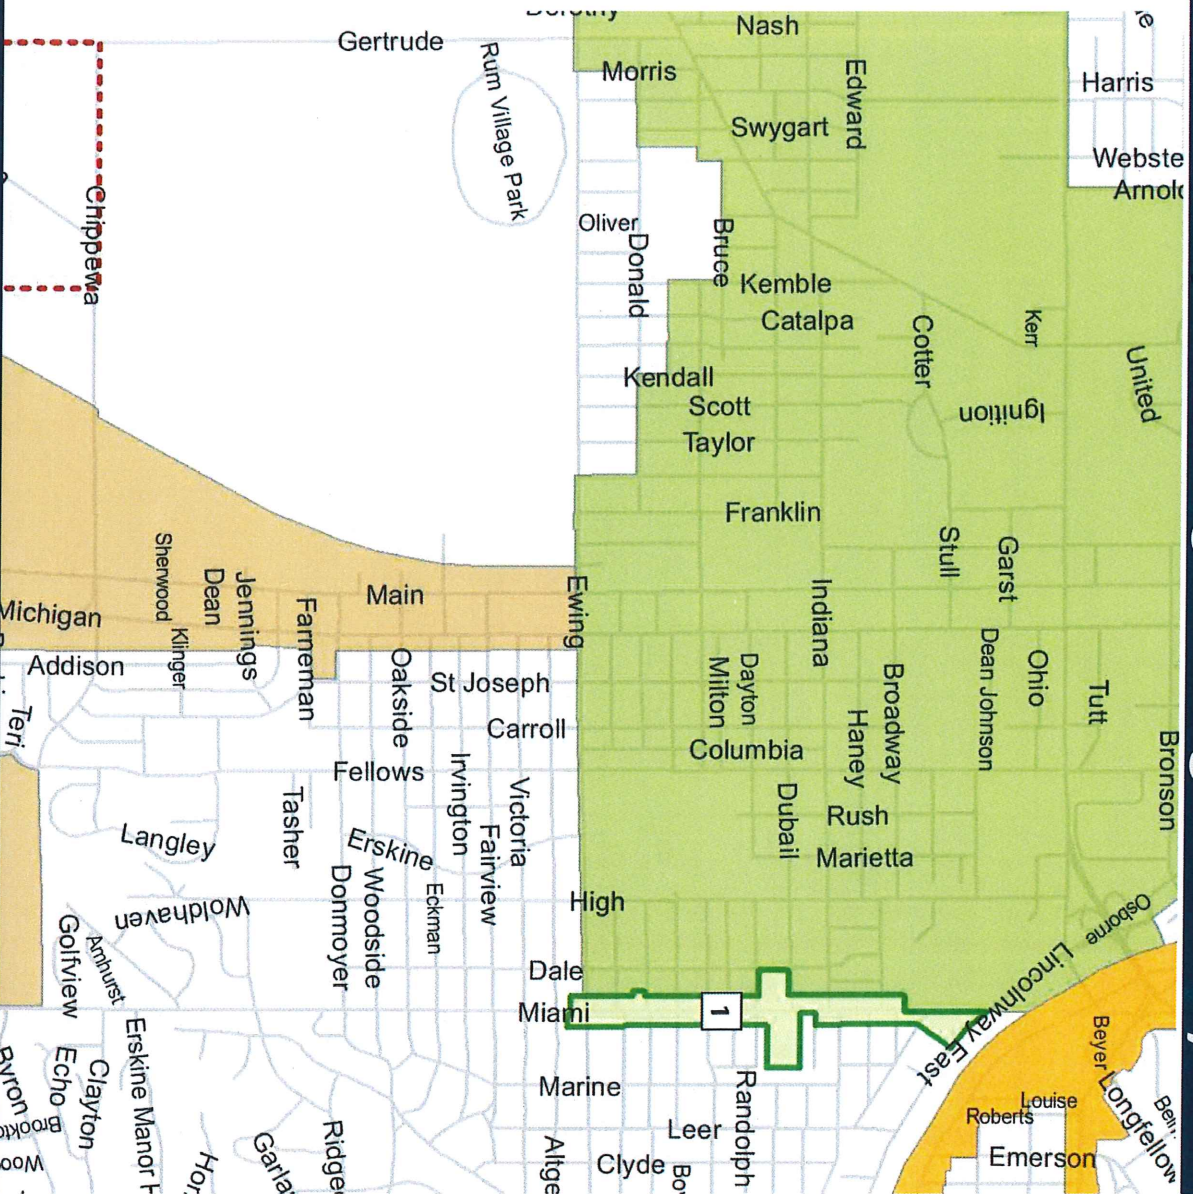 Nash
Gertrude
Rum Village Park
Morris
Edward
Harris
Swygart
Chippewa
Oliver
Donald
Bruce
Kemble
Catalpa
Cotter
Kerr
United
Kendall
Scott
Ignition
Taylor
Franklin
Stull
Garst
Sherwood
Dean
Jennings
Farneman
Main
Ewing
Indiana
Michigan
Klinger
Addison
Oakside
St Joseph
Milton
Dayton
Broadway
Dean Johnson
Ohio
Tutt
Teri
Carroll
Haney
Columbia
Bronson
Fellows
Irvington
Victoria
Tasher
Dubail
Rush
Langley
Erskine
Fairview
Marietta
Donmoyer
Woodside
Eckman
High
Woldhaven
Golfview
Amhurst
Osborne
Dale
Lincolnway East
Miami
1
Erskine Manor H
Echo
Clayton
Byron
Beyer
Longfellow
Marine
Randolph
Louise
Roberts
Leer
Clyde
Emerson